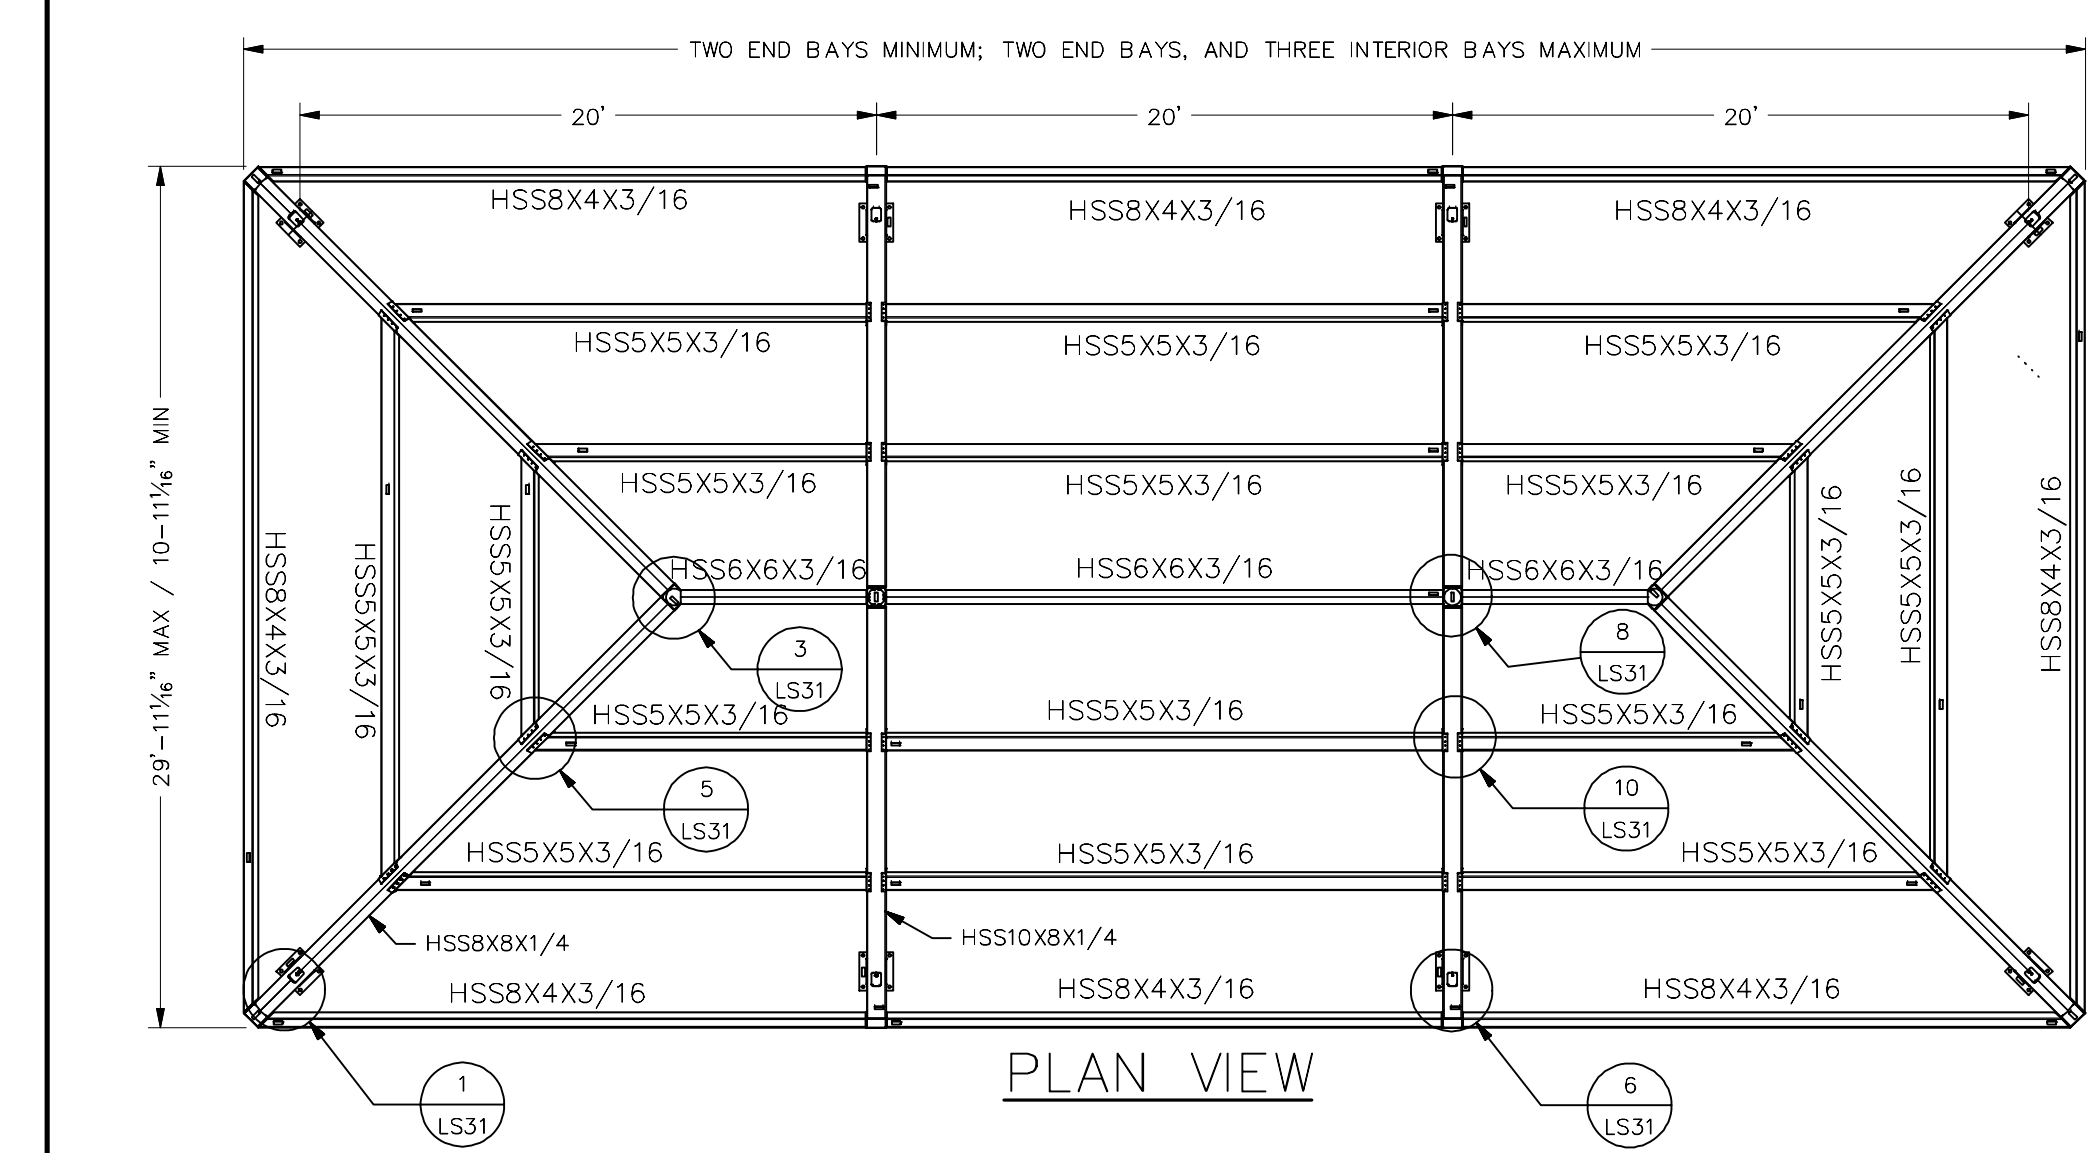 TWO END BAYS MINIMUM; TWO END BAYS, AND THREE INTERIOR BAYS MAXIMUM
20' 20' 20'
HSS8X4X3/16 HSS8X4X3/16 HSS8X4X3/16
HSS5X5X3/16 HSS5X5X3/16 HSS5X5X3/16
HSS5X5X3/16 HSS5X5X3/16 HSS5X5X3/16
29'-11 1/16" MAX / 10-11 1/16" MIN
HSS8X4X3/16
HSS5X5X3/16
HSS5X5X3/16
HSS6X6X3/16 HSS6X6X3/16 HSS6X6X3/16
HSS5X5X3/16
HSS5X5X3/16
HSS8X4X3/16
3
LS31
8
LS31
HSS5X5X3/16 HSS5X5X3/16 HSS5X5X3/16
5
LS31
10
LS31
HSS5X5X3/16 HSS5X5X3/16 HSS5X5X3/16
HSS8X8X1/4
HSS10X8X1/4
HSS8X4X3/16 HSS8X4X3/16 HSS8X4X3/16
PLAN VIEW
1
LS31
6
LS31